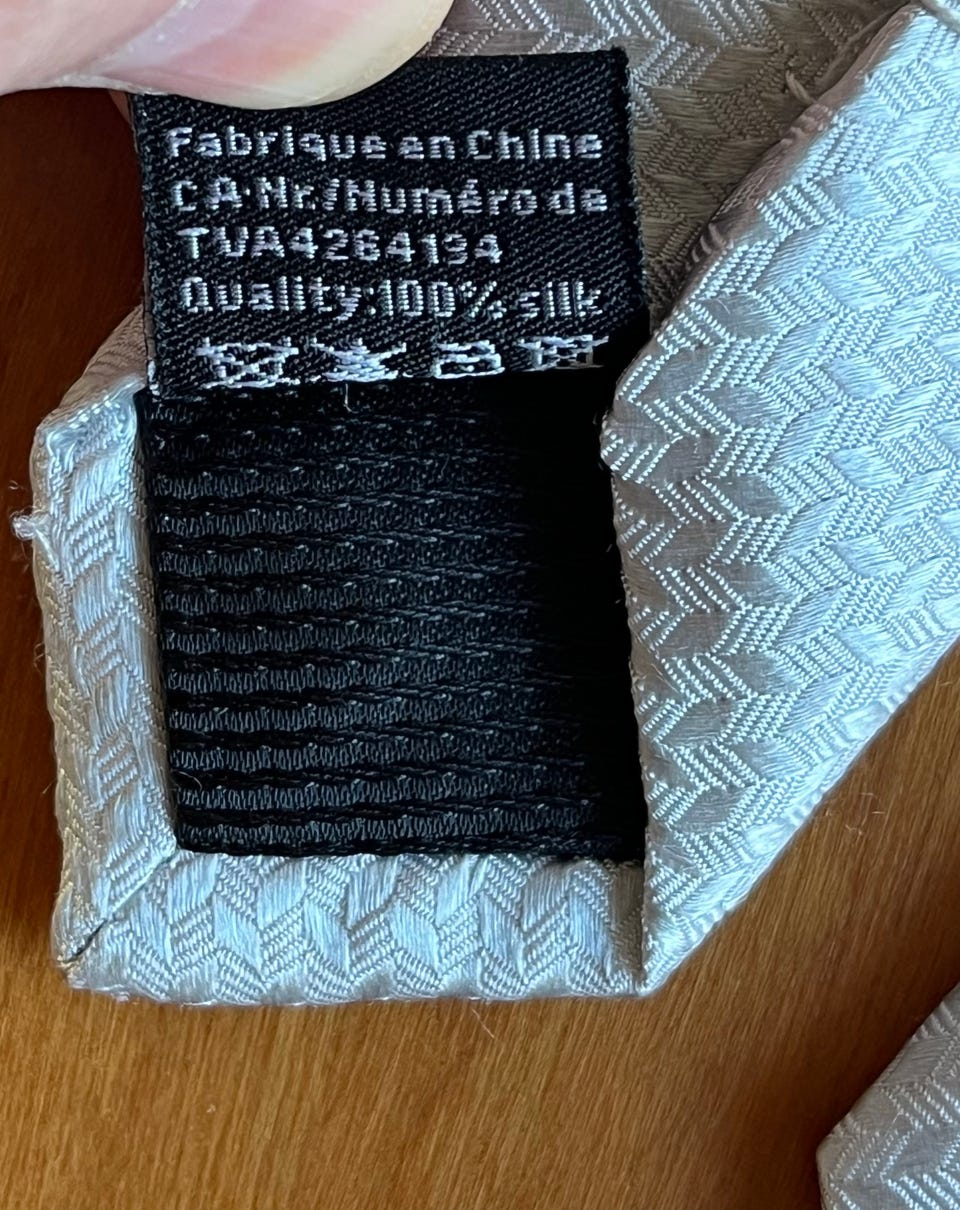 Fabrique en Chine
CA·Nr./Numéro de
TVA4264194
Quality:100% silk